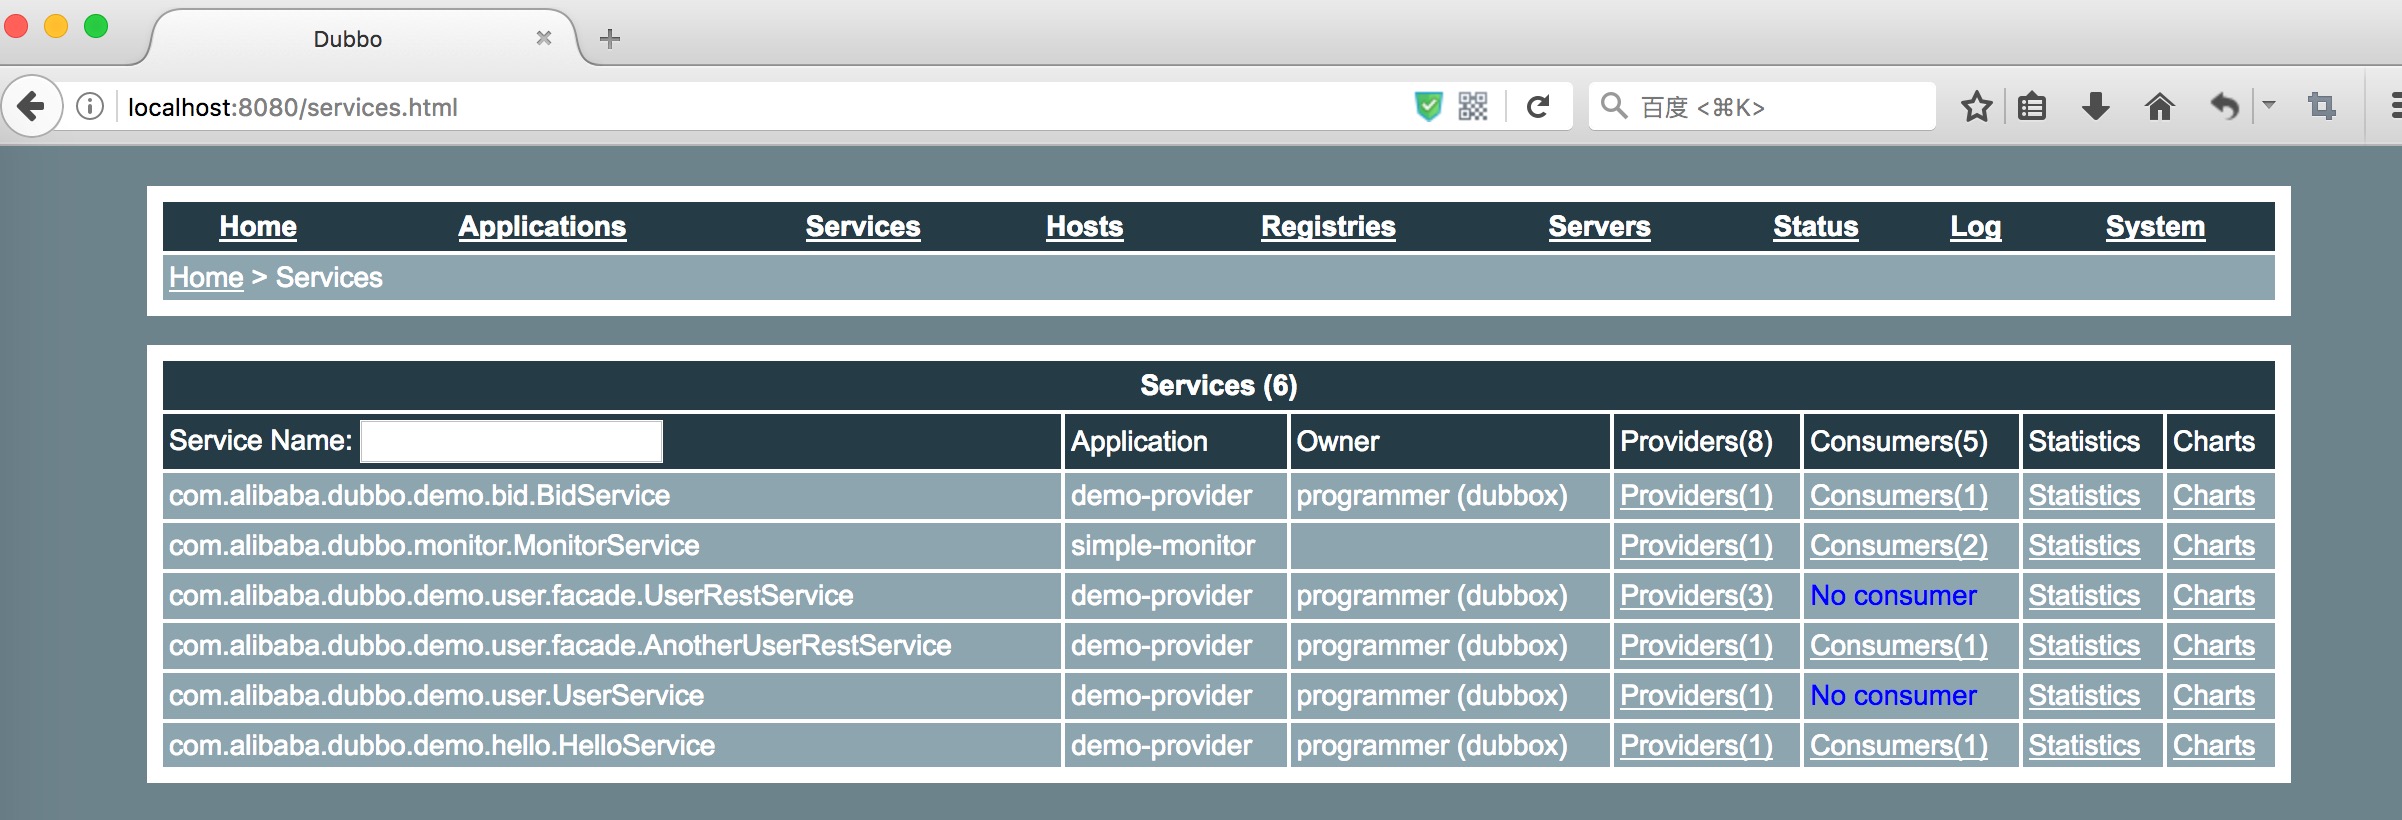 Dubbo
localhost:8080/services.html
百度 <⌘K>
Home Applications Services Hosts Registries Servers Status Log System
Home > Services
Services (6)
Service Name: Application Owner Providers(8) Consumers(5) Statistics Charts
com.alibaba.dubbo.demo.bid.BidService demo-provider programmer (dubbox) Providers(1) Consumers(1) Statistics Charts
com.alibaba.dubbo.monitor.MonitorService simple-monitor Providers(1) Consumers(2) Statistics Charts
com.alibaba.dubbo.demo.user.facade.UserRestService demo-provider programmer (dubbox) Providers(3) No consumer Statistics Charts
com.alibaba.dubbo.demo.user.facade.AnotherUserRestService demo-provider programmer (dubbox) Providers(1) Consumers(1) Statistics Charts
com.alibaba.dubbo.demo.user.UserService demo-provider programmer (dubbox) Providers(1) No consumer Statistics Charts
com.alibaba.dubbo.demo.hello.HelloService demo-provider programmer (dubbox) Providers(1) Consumers(1) Statistics Charts